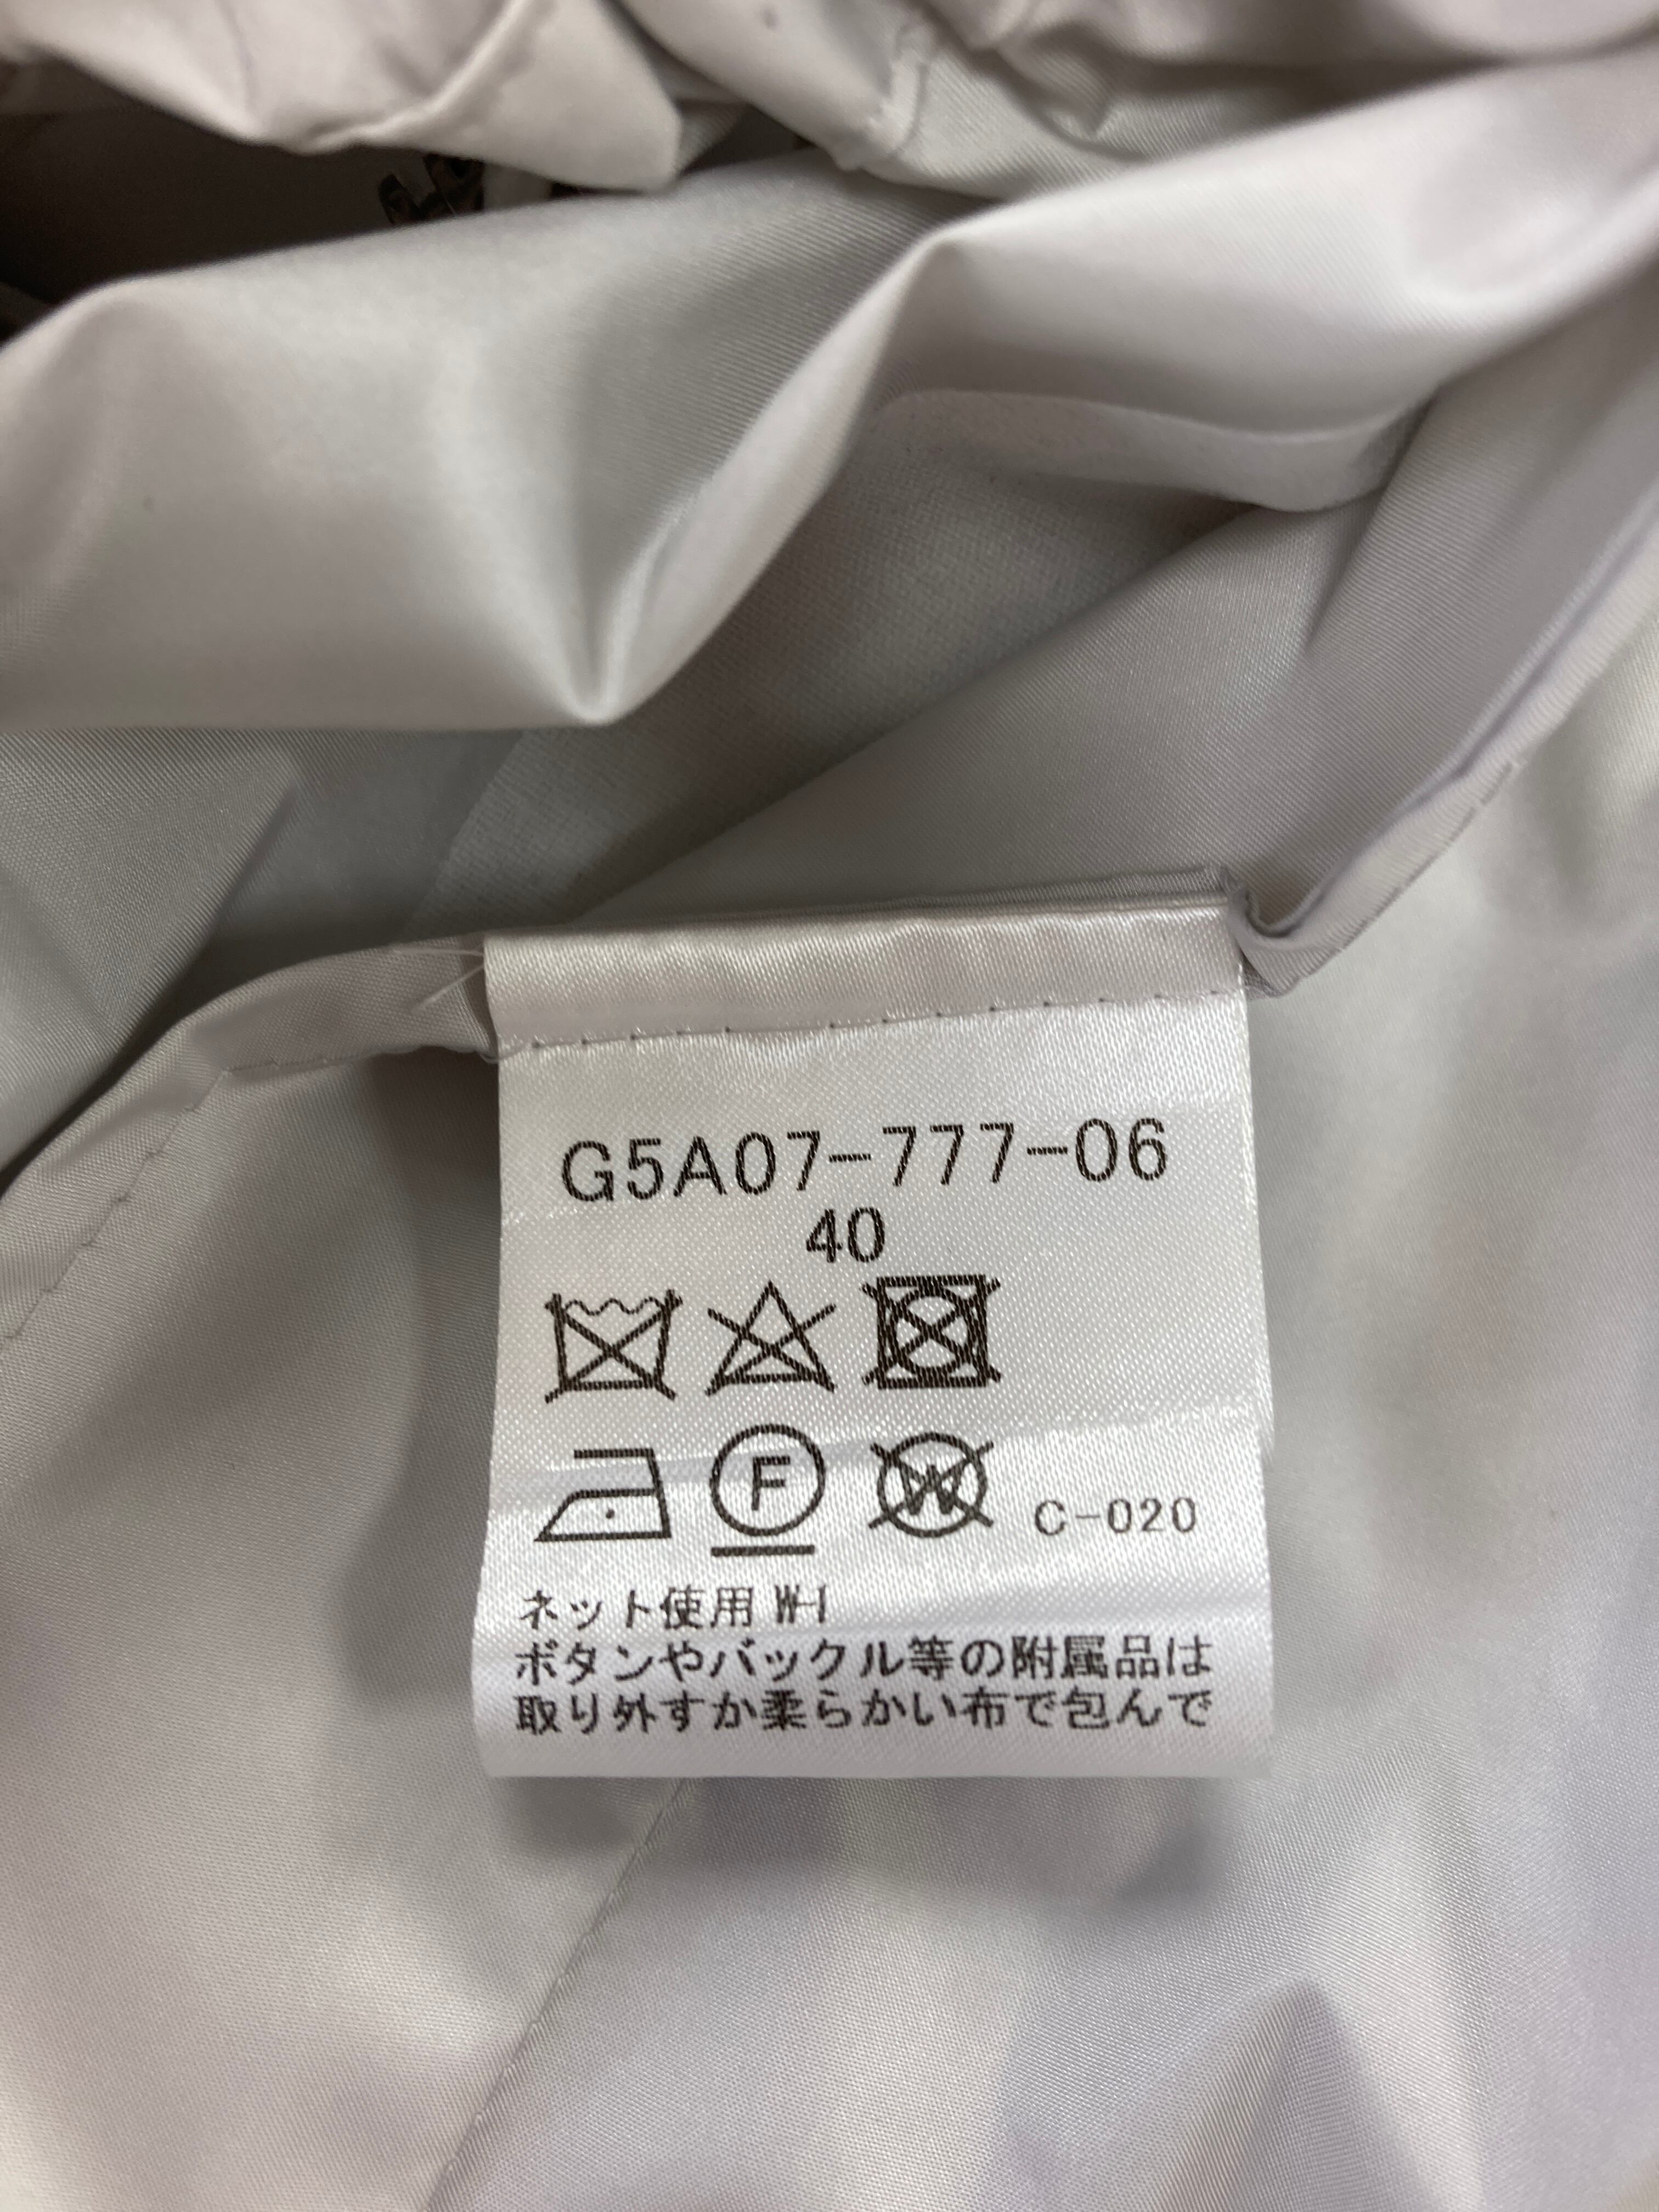 G5A07-777-06
40
F W C-020
ネット使用 W-I
ボタンやバックル等の附属品は
取り外すか柔らかい布で包んで